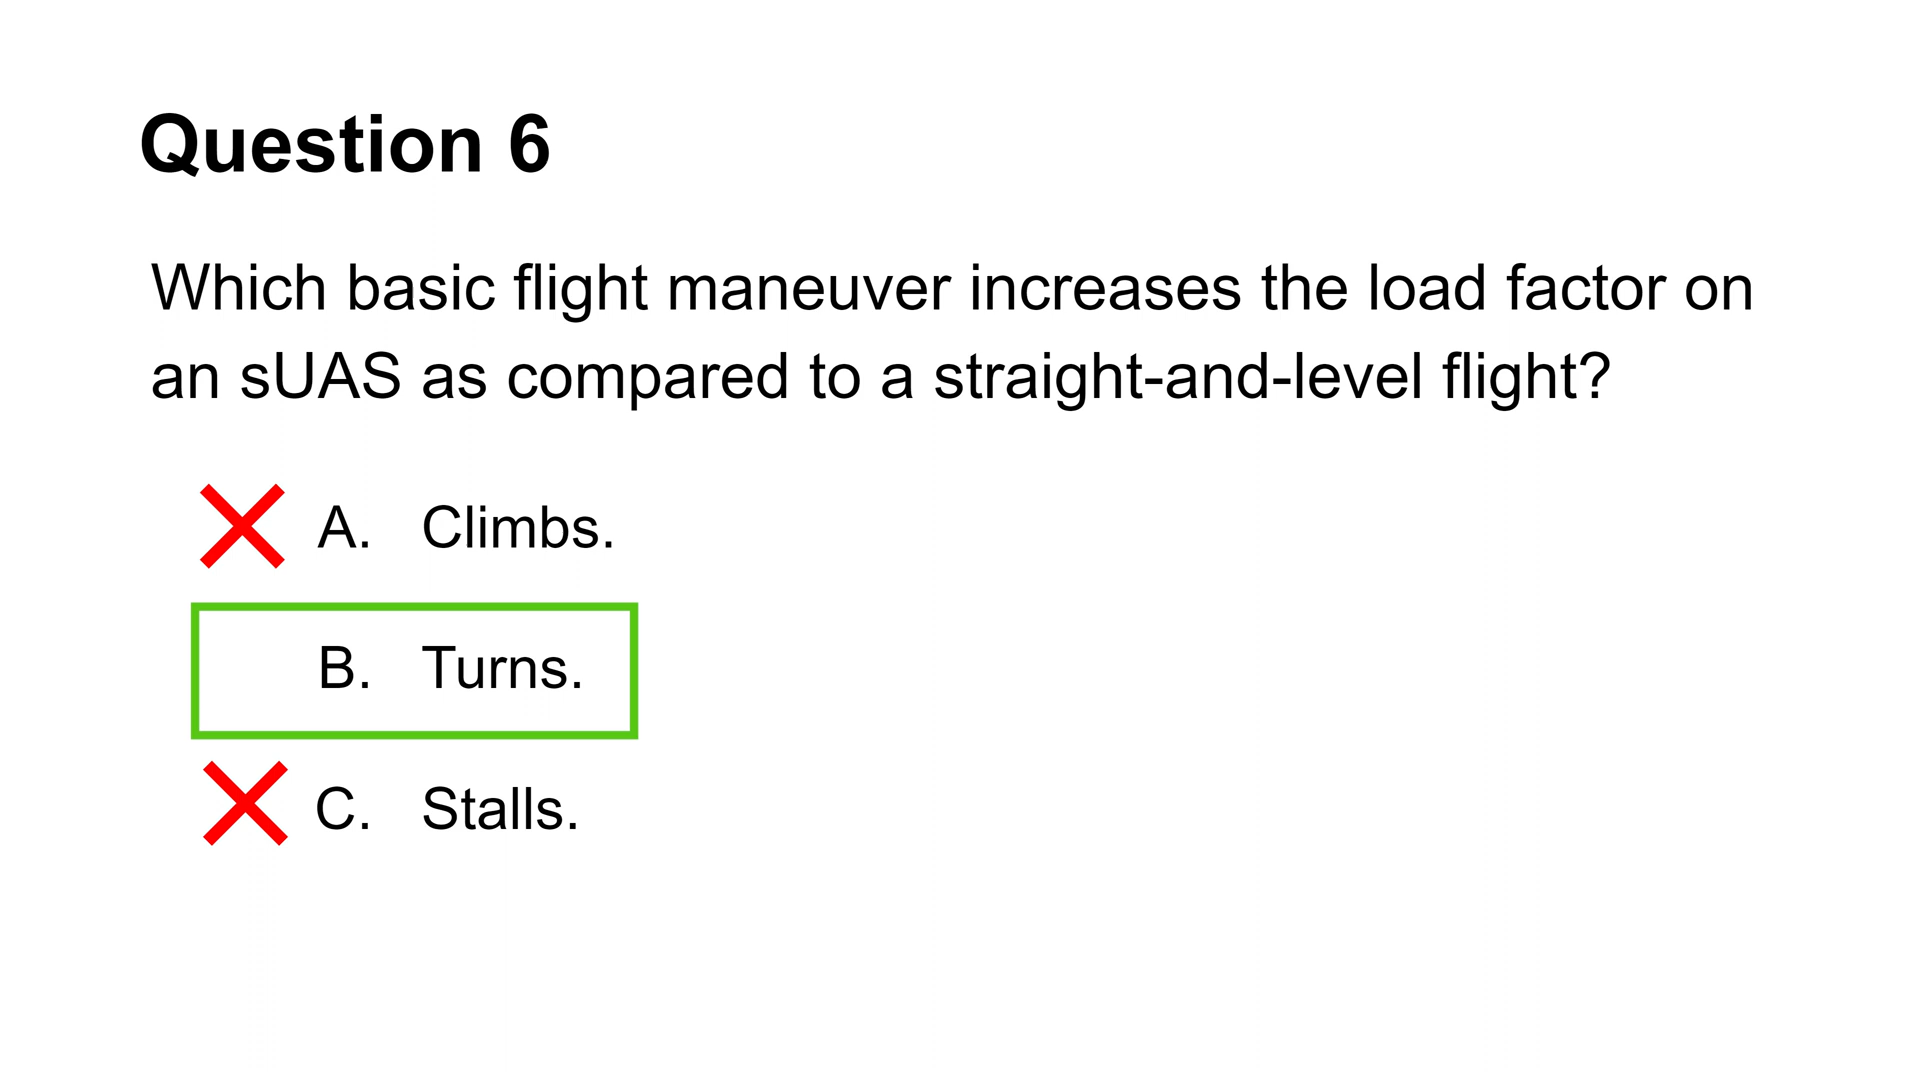 Question 6
Which basic flight maneuver increases the load factor on
an sUAS as compared to a straight-and-level flight?
A. Climbs.
B. Turns.
C. Stalls.